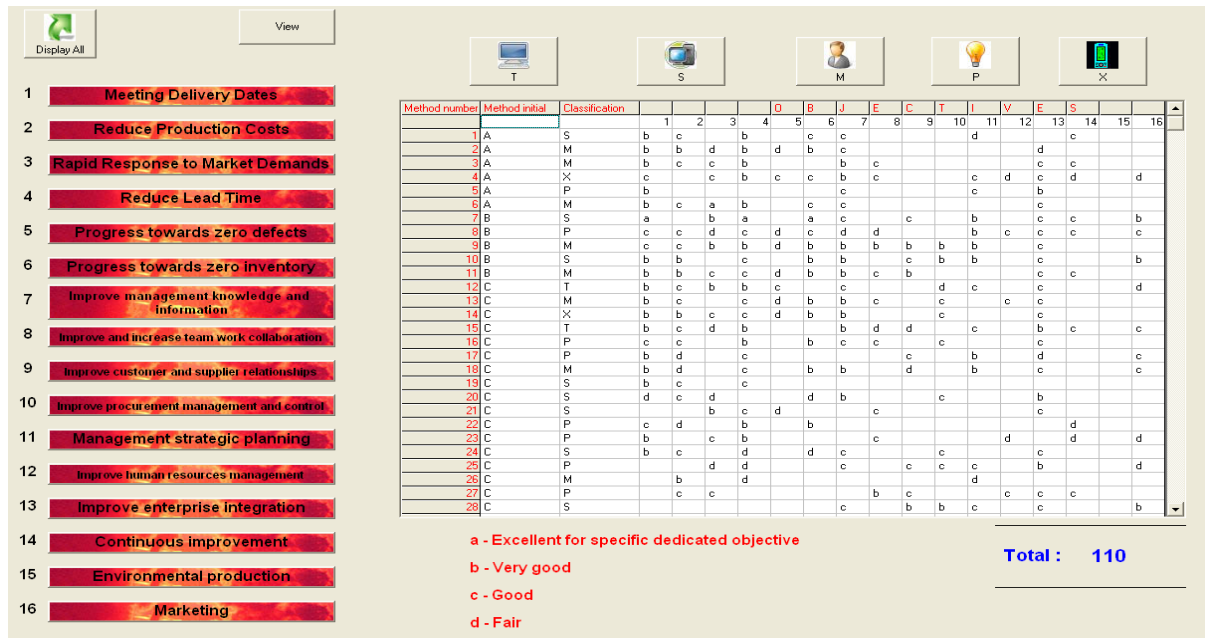 Display All
View
T
S
M
P
X
1 Meeting Delivery Dates
2 Reduce Production Costs
3 Rapid Response to Market Demands
4 Reduce Lead Time
5 Progress towards zero defects
6 Progress towards zero inventory
7 Improve management knowledge and
information
8 Improve and increase team work collaboration
9 Improve customer and supplier relationships
10 Improve procurement management and control
11 Management strategic planning
12 Improve human resources management
13 Improve enterprise integration
14 Continuous improvement
15 Environmental production
16 Marketing
Method number Method initial Classification O B J E C T I V E S
1 2 3 4 5 6 7 8 9 10 11 12 13 14 15 16
1 A S b c b c c d c
2 A M b b d b d b c d
3 A M b c c b b c c c
4 A X c c b c c b c c d c d d
5 A P b c c b
6 A M b c a b c c c
7 B S a b a a c c b c c b
8 B P c c d c d c d d b c c c c
9 B M c c b b d b b b b b b c
10 B S b b c b b c b b c b
11 B M b b c c d b b c b c c
12 C T b c b b c c d c c d
13 C M b c c d b b c c c c
14 C X b b c c d b b c c
15 C T b c d b b d d c b c c
16 C P c c b b c c c c
17 C P b d c c b d c
18 C M b d c b b d b c c
19 C S b c c
20 C S d c d d b c b
21 C S b c d c c
22 C P c d b b d
23 C P b c b c d d d
24 C S b c d d c c c
25 C P d d c c c c b d
26 C M b d d
27 C P c c b c c c c
28 C S c b b c c b
a - Excellent for specific dedicated objective
b - Very good
c - Good
d - Fair
Total : 110